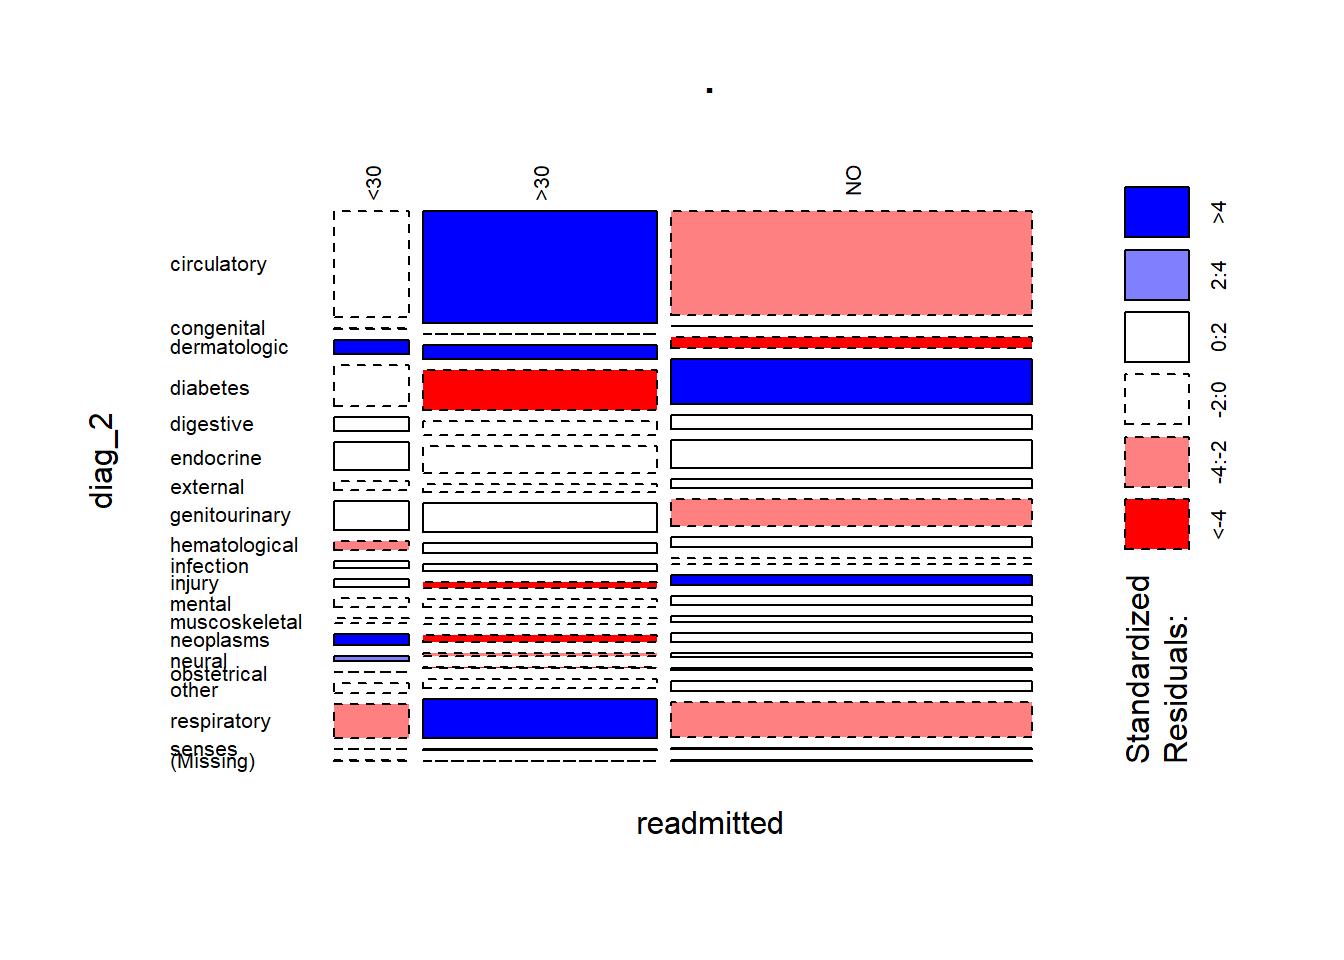 .
<30
>30
NO
circulatory
congenital
dermatologic
diabetes
digestive
endocrine
external
genitourinary
hematological
infection
injury
mental
muscoskeletal
neoplasms
neural
obstetrical
other
respiratory
senses
(Missing)
diag_2
readmitted
>4
2:4
0:2
-2:0
-4:-2
<-4
Standardized
Residuals: